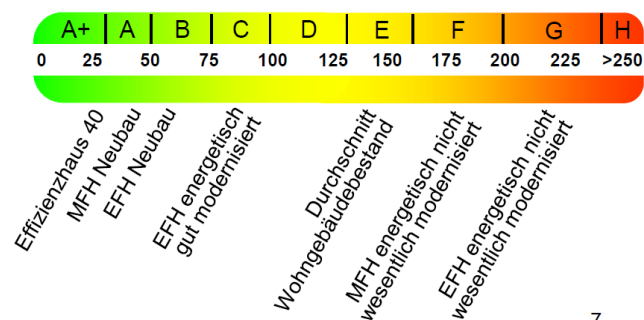 A+ A B C D E F G H
0 25 50 75 100 125 150 175 200 225 >250
Effizienzhaus 40
MFH Neubau
EFH Neubau
EFH energetisch
gut modernisiert
Durchschnitt
Wohngebäudebestand
MFH energetisch nicht
wesentlich modernisiert
EFH energetisch nicht
wesentlich modernisiert
7